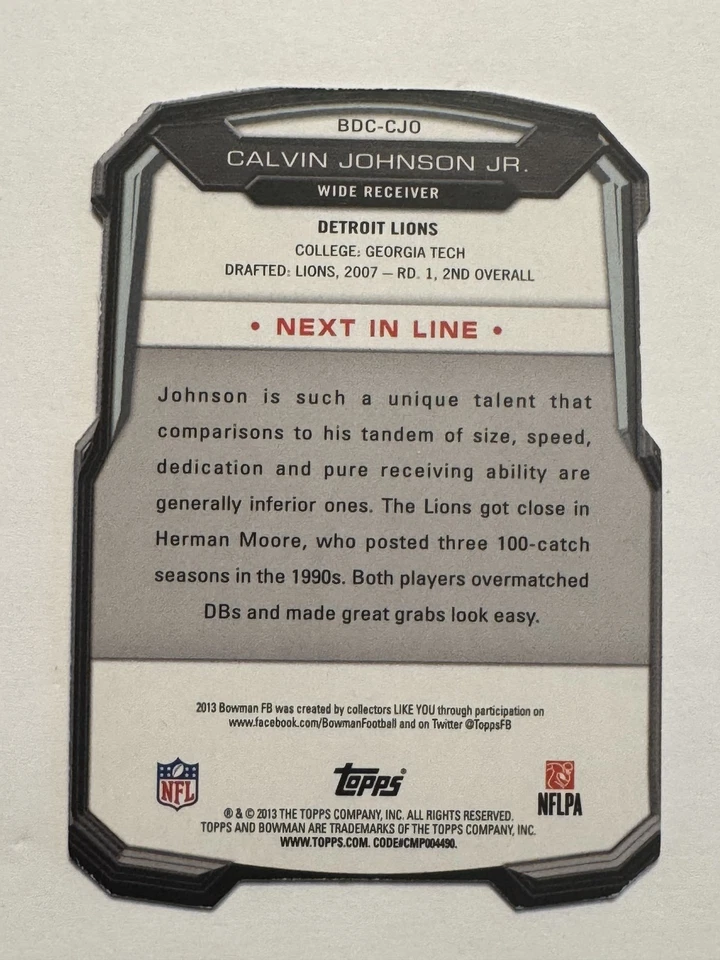 BDC-CJO
CALVIN JOHNSON JR.
WIDE RECEIVER
DETROIT LIONS
COLLEGE: GEORGIA TECH
DRAFTED: LIONS, 2007 – RD. 1, 2ND OVERALL
• NEXT IN LINE •
Johnson is such a unique talent that
comparisons to his tandem of size, speed,
dedication and pure receiving ability are
generally inferior ones. The Lions got close in
Herman Moore, who posted three 100-catch
seasons in the 1990s. Both players overmatched
DBs and made great grabs look easy.
2013 Bowman FB was created by collectors LIKE YOU through participation on
www.facebook.com/BowmanFootball and on Twitter @ToppsFB
NFL
Topps®
NFLPA
® & © 2013 THE TOPPS COMPANY, INC. ALL RIGHTS RESERVED.
TOPPS AND BOWMAN ARE TRADEMARKS OF THE TOPPS COMPANY, INC.
WWW.TOPPS.COM. CODE#CMP004490.